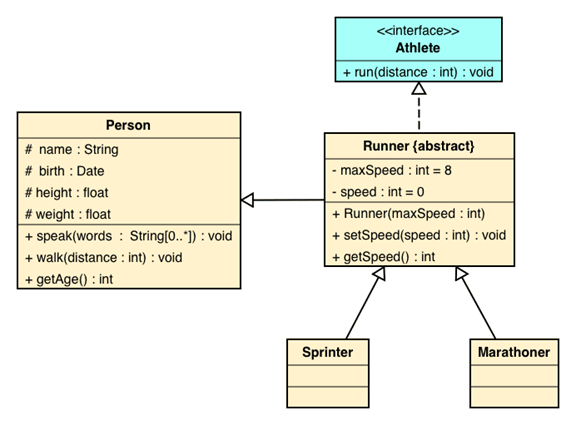 <<interface>>
Athlete
+ run(distance : int) : void
Person
# name : String
# birth : Date
# height : float
# weight : float
+ speak(words : String[0..*]) : void
+ walk(distance : int) : void
+ getAge() : int
Runner {abstract}
- maxSpeed : int = 8
- speed : int = 0
+ Runner(maxSpeed : int)
+ setSpeed(speed : int) : void
+ getSpeed() : int
Sprinter
Marathoner